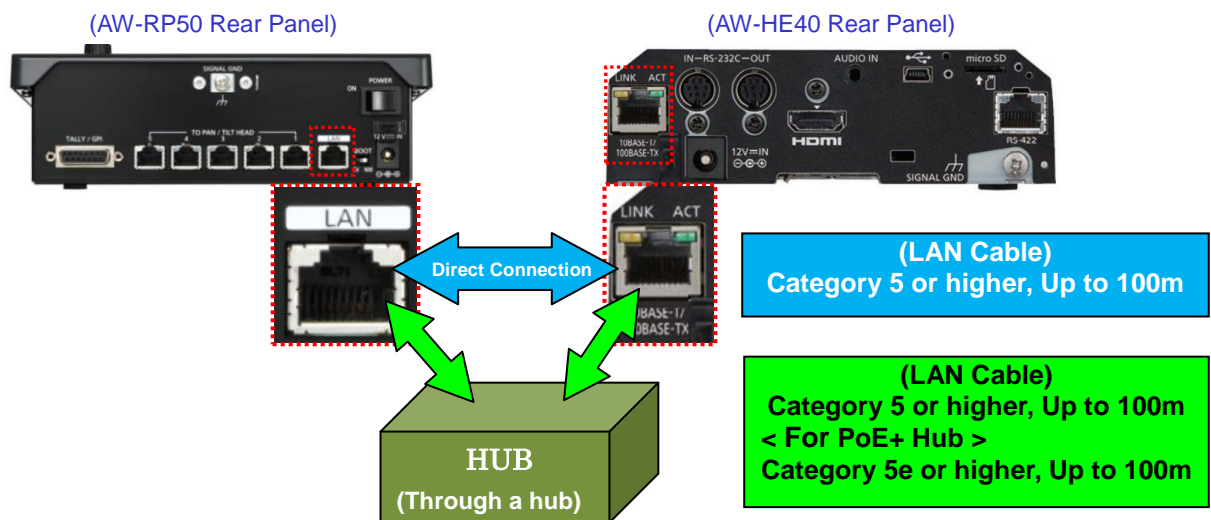 (AW-RP50 Rear Panel)
(AW-HE40 Rear Panel)
SIGNAL GND
POWER
ON
TALLY / GPI
TO PAN / TILT HEAD
5 4 3 2 1
LAN
12V⎓IN
LINK ACT
10BASE-T/
100BASE-TX
IN–RS-232C–OUT
AUDIO IN
micro SD
HDMI
12V⎓IN
RS-422
SIGNAL GND
LAN
LINK ACT
Direct Connection
(LAN Cable)
Category 5 or higher, Up to 100m
(LAN Cable)
Category 5 or higher, Up to 100m
< For PoE+ Hub >
Category 5e or higher, Up to 100m
HUB
(Through a hub)